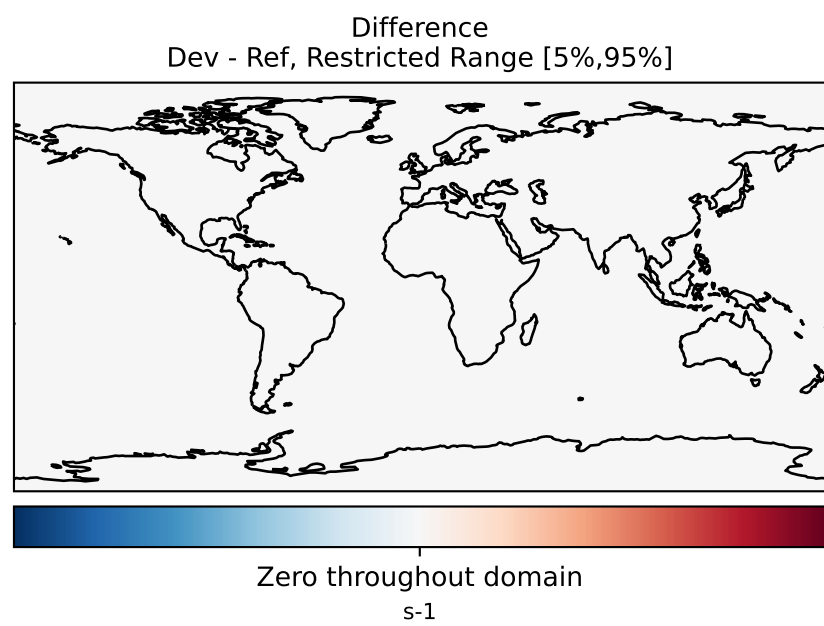 Difference
Dev - Ref, Restricted Range [5%,95%]
Zero throughout domain
s-1